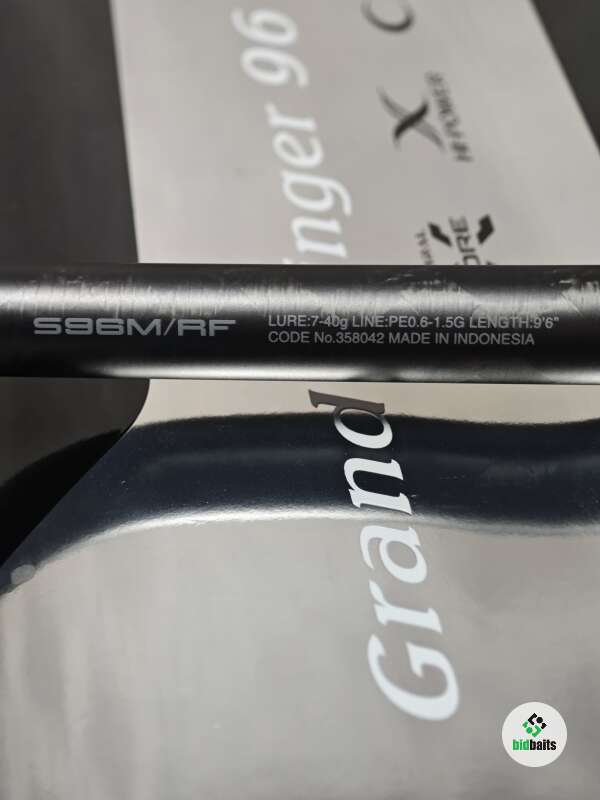 S96M/RF
LURE:7-40g LINE:PE0.6-1.5G LENGTH:9'6"
CODE No.358042 MADE IN INDONESIA
Grand
inger 96
X
HI-POWER
bidbaits